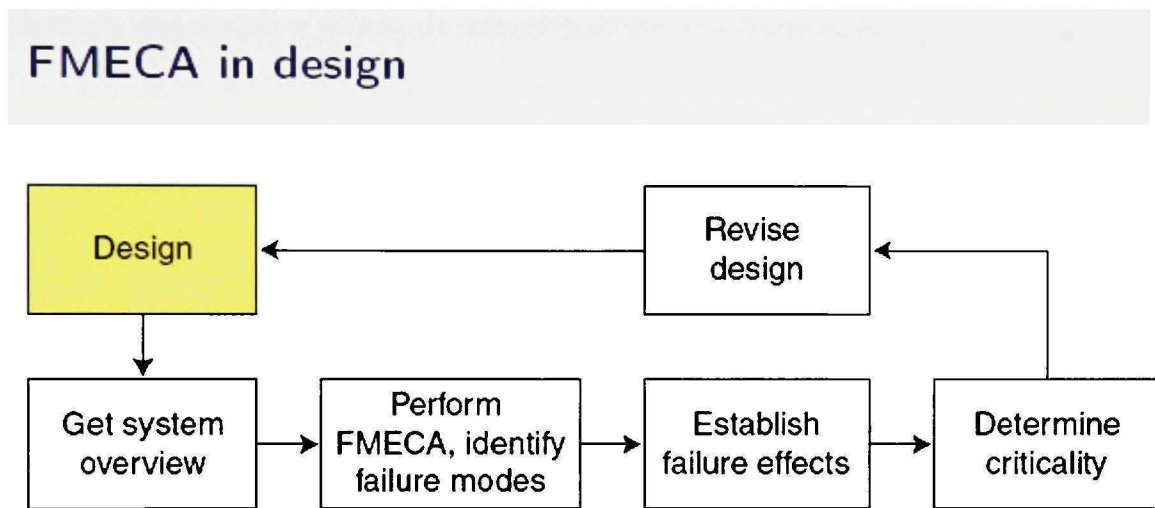 FMECA in design
Design
Revise
design
Get system
overview
Perform
FMECA, identify
failure modes
Establish
failure effects
Determine
criticality